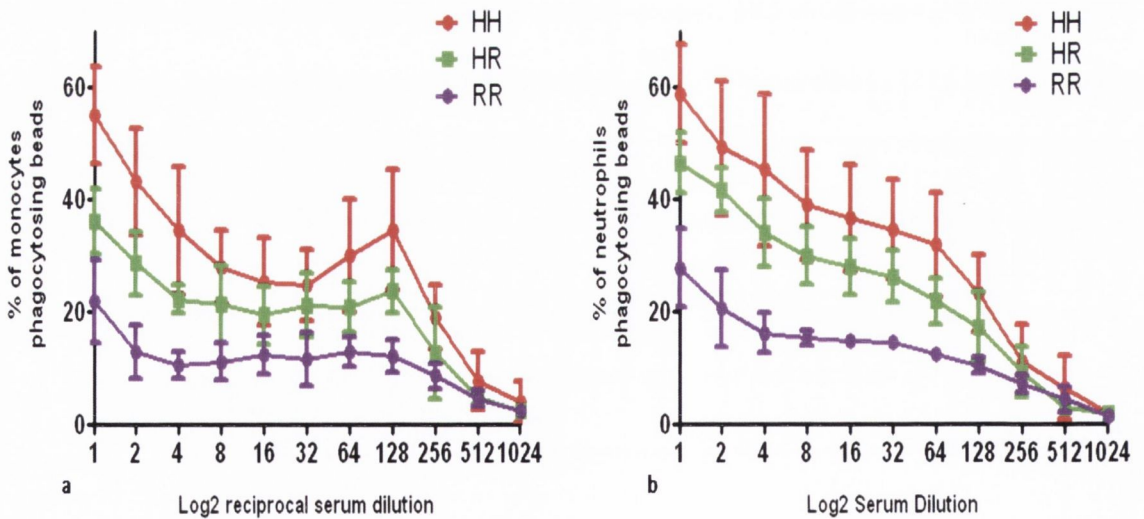 HH
HR
RR
% of monocytes
phagocytosing beads
60
40
20
0
1 2 4 8 16 32 64 128 256 512 1024
a
Log2 reciprocal serum dilution
HH
HR
RR
% of neutrophils
phagocytosing beads
60
40
20
0
1 2 4 8 16 32 64 128 256 512 1024
b
Log2 Serum Dilution